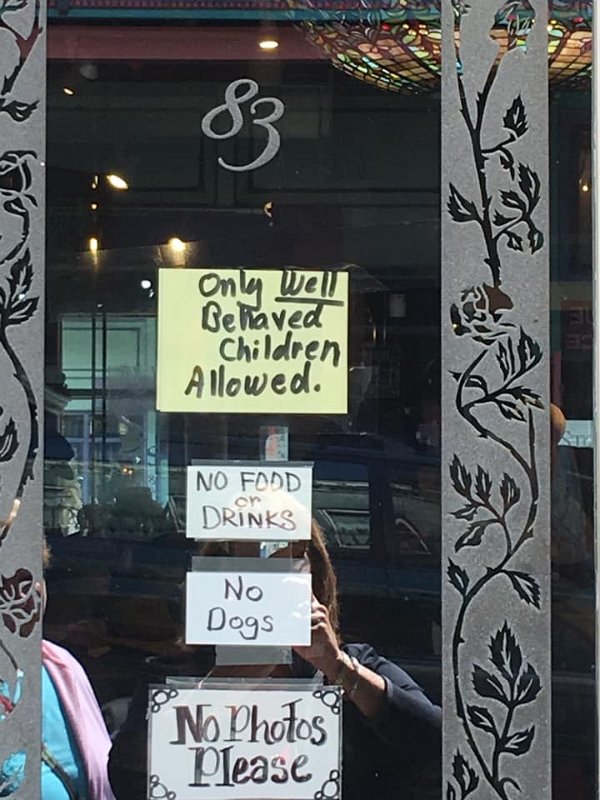 83
Only Well
Behaved
Children
Allowed.
NO FOOD
or
DRINKS
No
Dogs
No Photos
Please